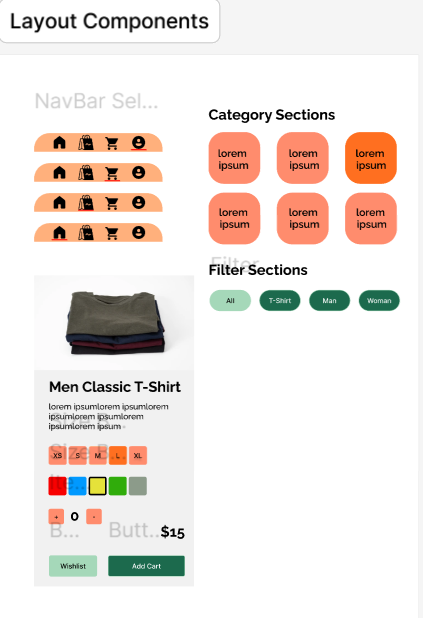 Layout Components
NavBar Sel...
Category Sections
lorem
ipsum
lorem
ipsum
lorem
ipsum
lorem
ipsum
lorem
ipsum
lorem
ipsum
Filter
Filter Sections
All
T-Shirt
Man
Woman
Men Classic T-Shirt
lorem ipsumlorem ipsumlorem
ipsumlorem ipsumlorem
ipsumlorem ipsum
Size B...
XS
S
M
L
XL
+
0
-
B...
Butt...
$15
Wishlist
Add Cart